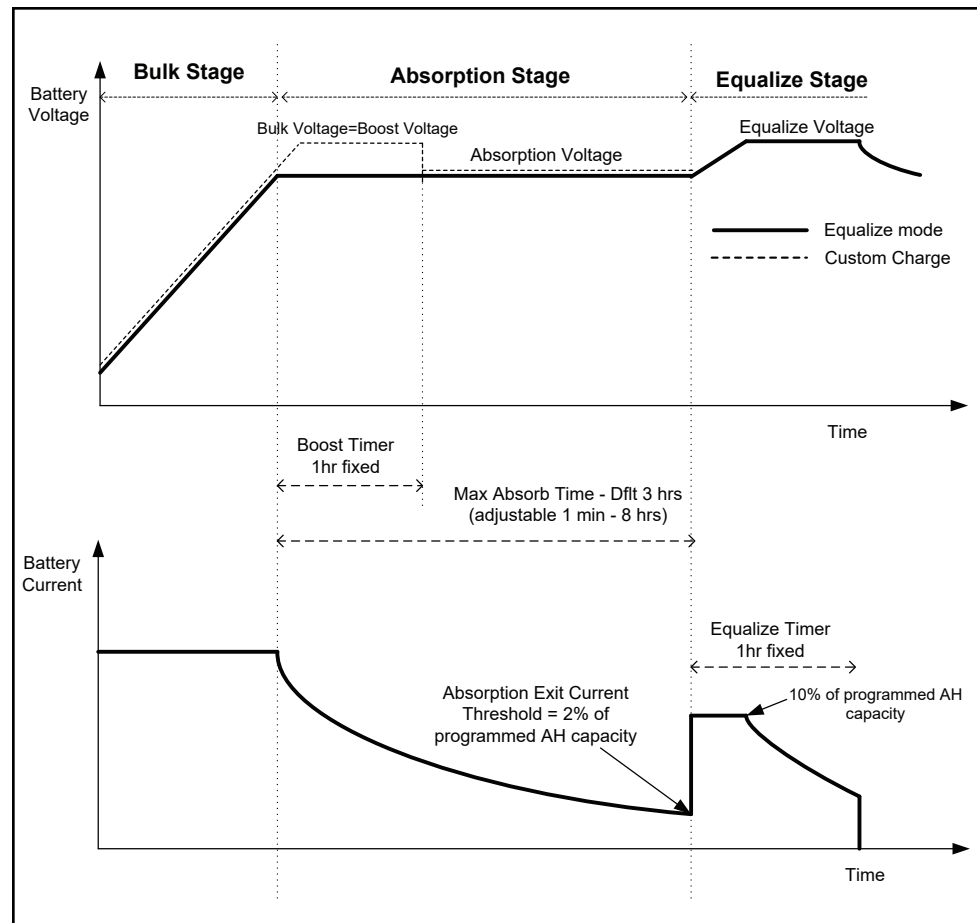 Bulk Stage
Absorption Stage
Equalize Stage
Battery
Voltage
Bulk Voltage=Boost Voltage
Absorption Voltage
Equalize Voltage
Equalize mode
Custom Charge
Time
Boost Timer
1hr fixed
Max Absorb Time - Dflt 3 hrs
(adjustable 1 min - 8 hrs)
Battery
Current
Equalize Timer
1hr fixed
Absorption Exit Current
Threshold = 2% of
programmed AH capacity
10% of programmed AH
capacity
Time